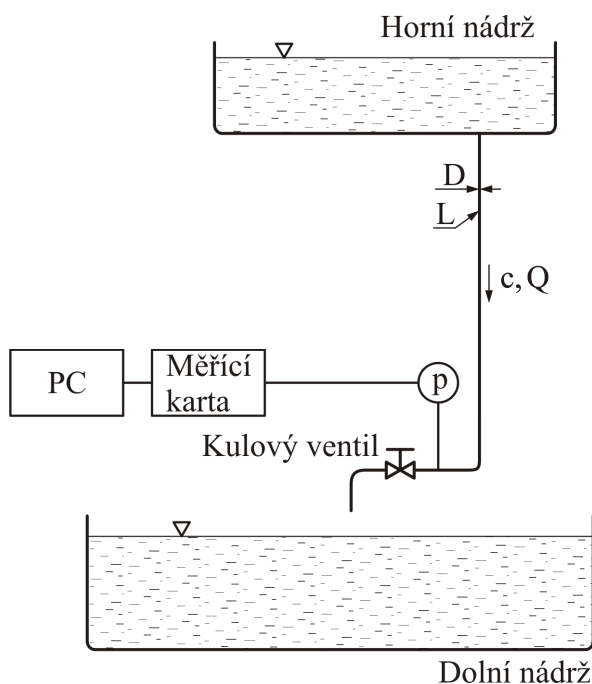 Horní nádrž
D
L
c, Q
PC
Měřící
karta
p
Kulový ventil
Dolní nádrž